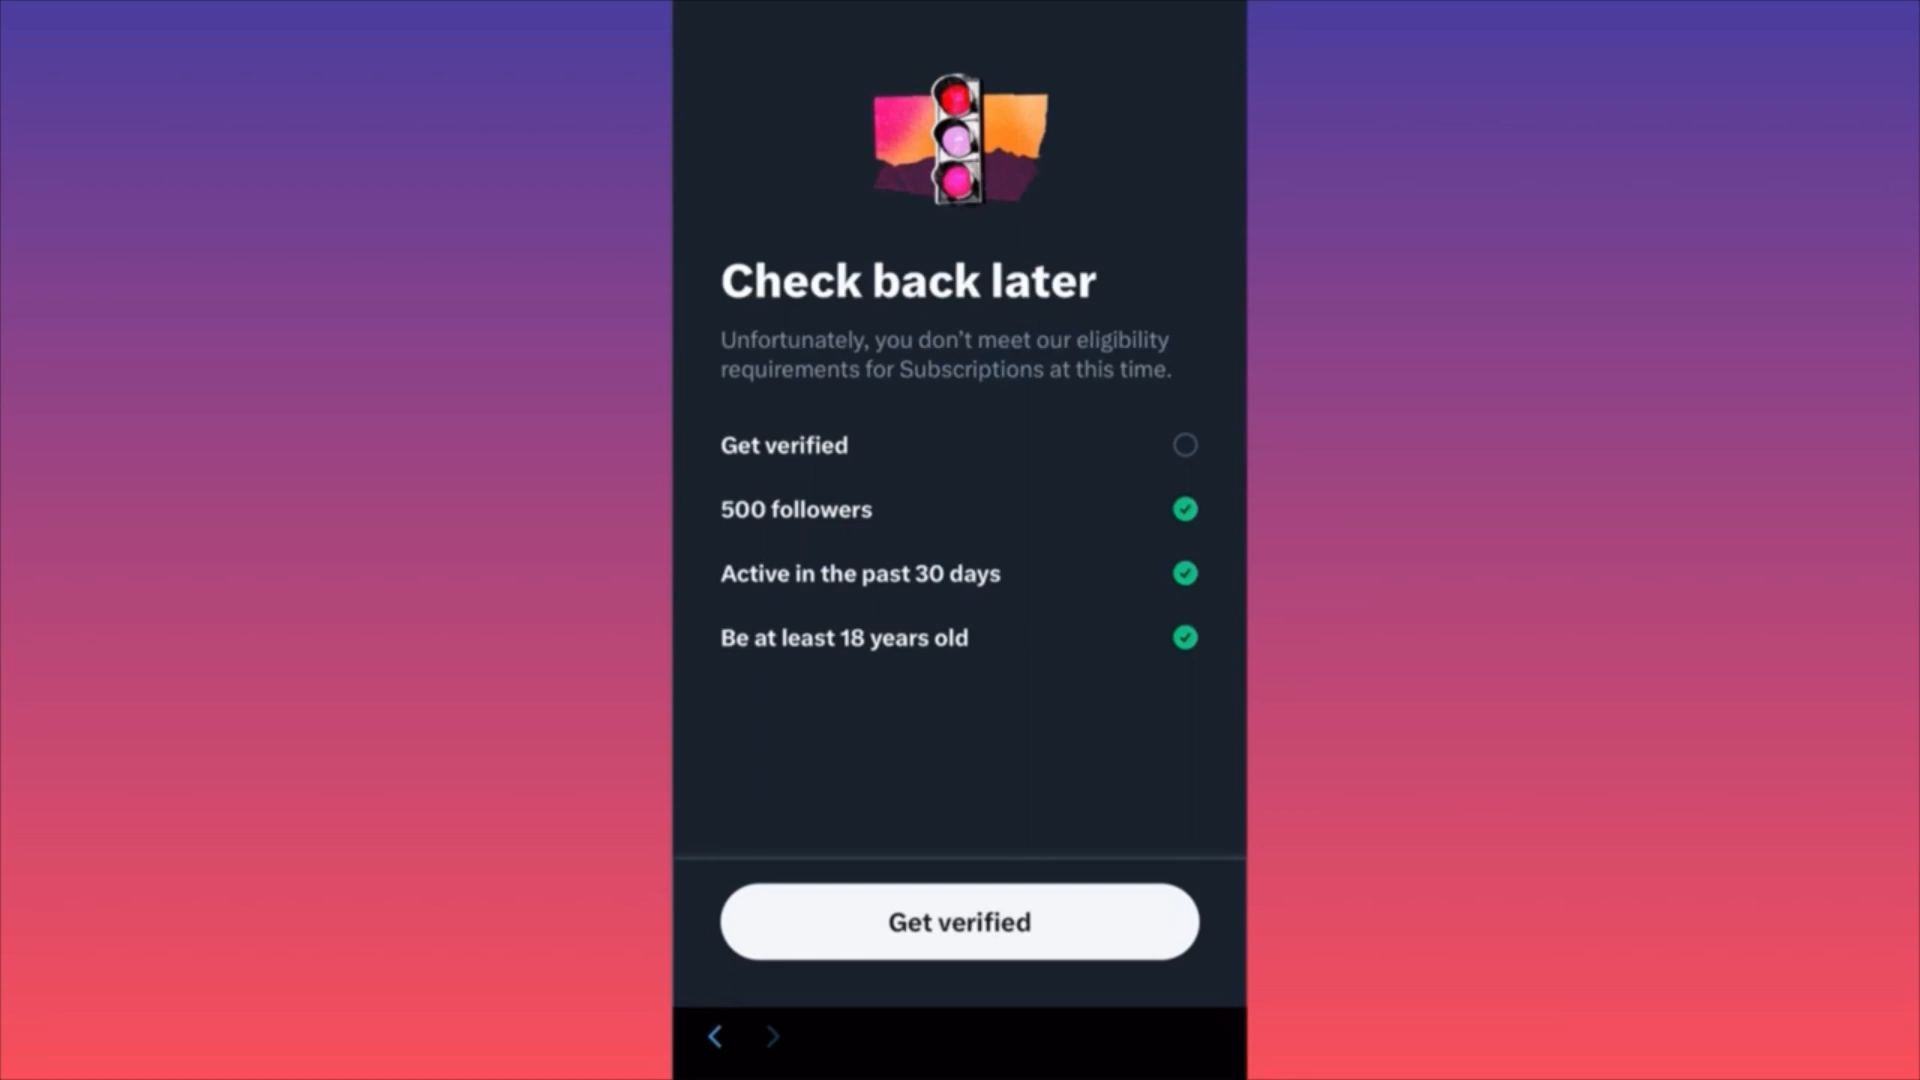 Check back later
Unfortunately, you don't meet our eligibility
requirements for Subscriptions at this time.
Get verified
500 followers
Active in the past 30 days
Be at least 18 years old
Get verified